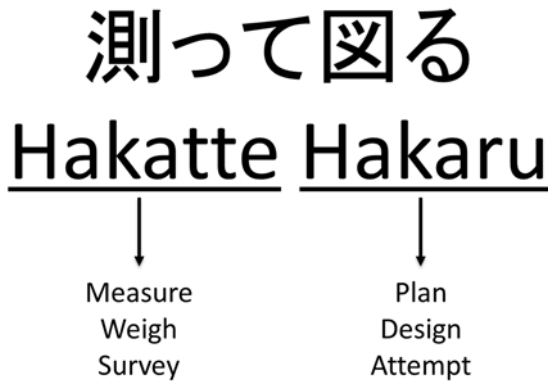 測って図る
Hakatte Hakaru
Measure Plan
Weigh Design
Survey Attempt